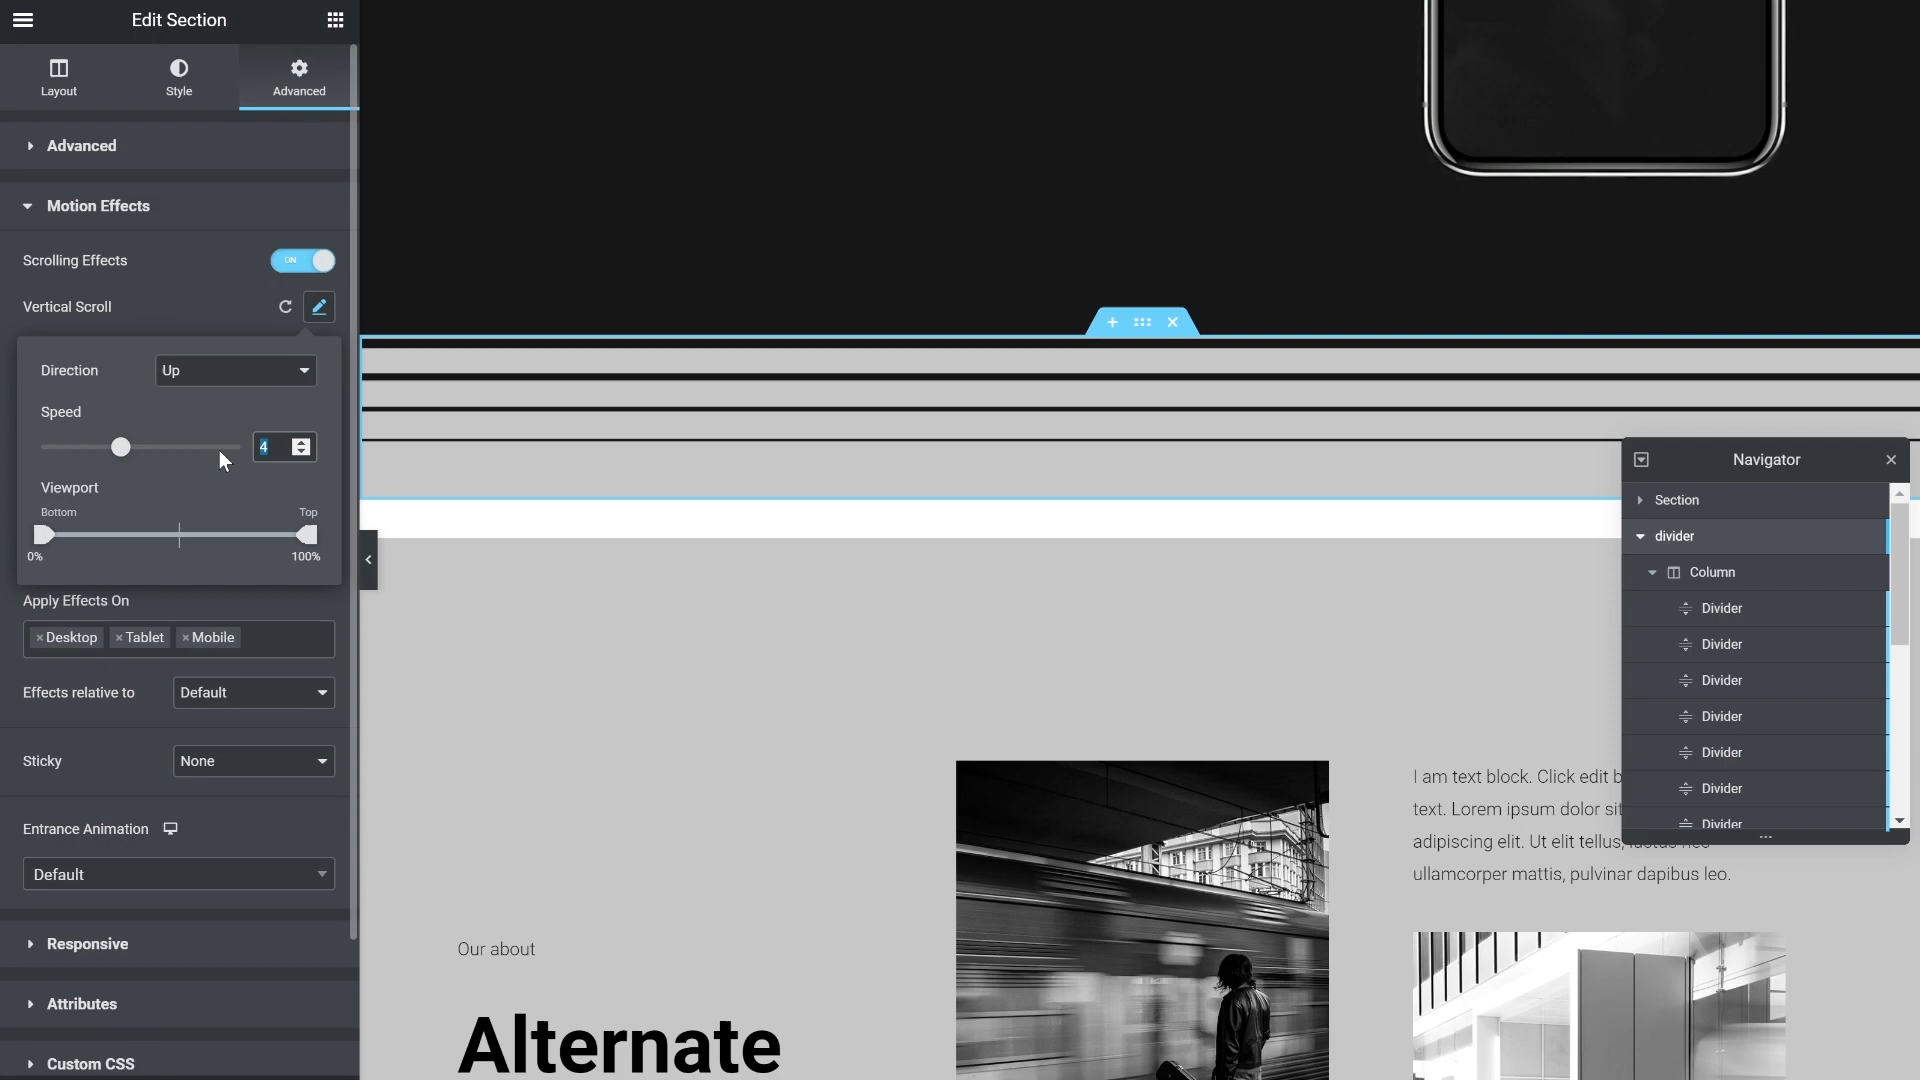 Edit Section
Layout
Style
Advanced
Advanced
Motion Effects
Scrolling Effects
ON
Vertical Scroll
Direction
Up
Speed
4
Viewport
Bottom
Top
0%
100%
Apply Effects On
×Desktop ×Tablet ×Mobile
Effects relative to
Default
Sticky
None
Entrance Animation
Default
Responsive
Attributes
Custom CSS
Navigator
Section
divider
Column
Divider
Divider
Divider
Divider
Divider
Divider
Divider
I am text block. Click edit
text. Lorem ipsum dolor sit
adipiscing elit. Ut elit tellus,
ullamcorper mattis, pulvinar dapibus leo.
Our about
Alternate